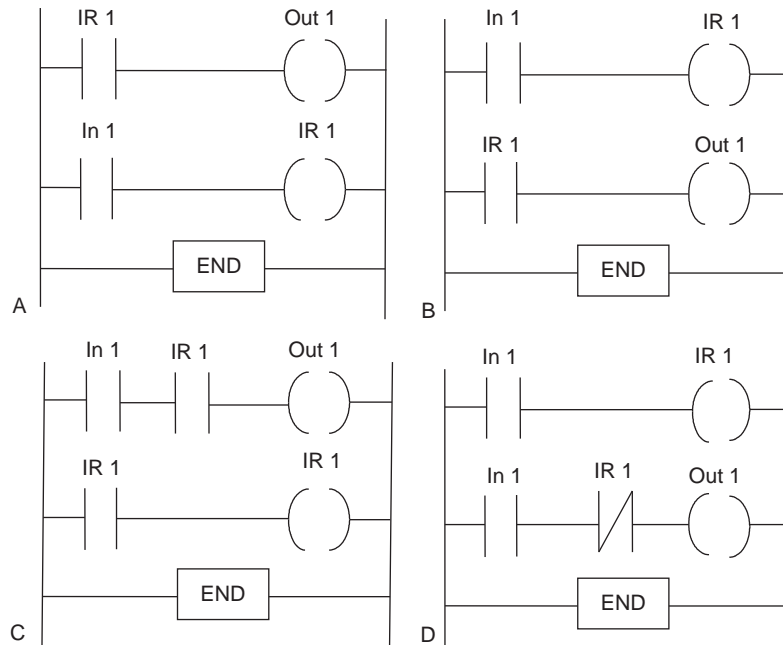 IR 1 Out 1
In 1 IR 1
END
A
In 1 IR 1
IR 1 Out 1
END
B
In 1 IR 1 Out 1
IR 1 IR 1
END
C
In 1 IR 1
In 1 IR 1 Out 1
END
D